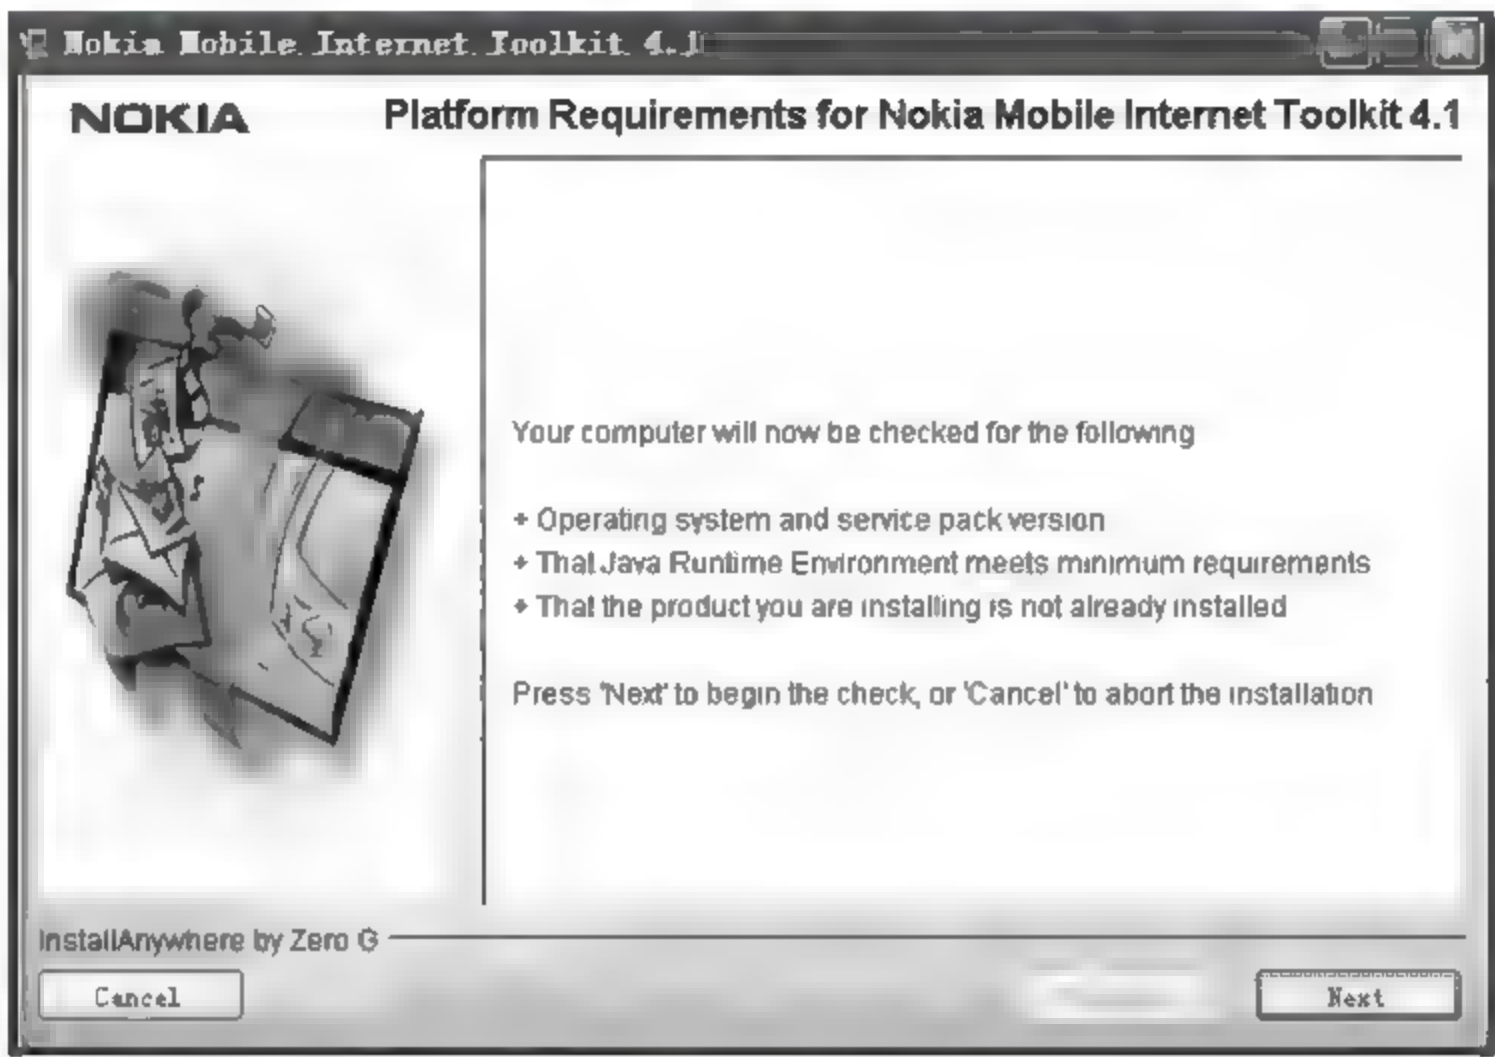 Nokia Mobile Internet Toolkit 4.1
NOKIA
Platform Requirements for Nokia Mobile Internet Toolkit 4.1
Your computer will now be checked for the following
+ Operating system and service pack version
+ That Java Runtime Environment meets minimum requirements
+ That the product you are installing is not already installed
Press 'Next' to begin the check, or 'Cancel' to abort the installation
InstallAnywhere by Zero G
Cancel
Next